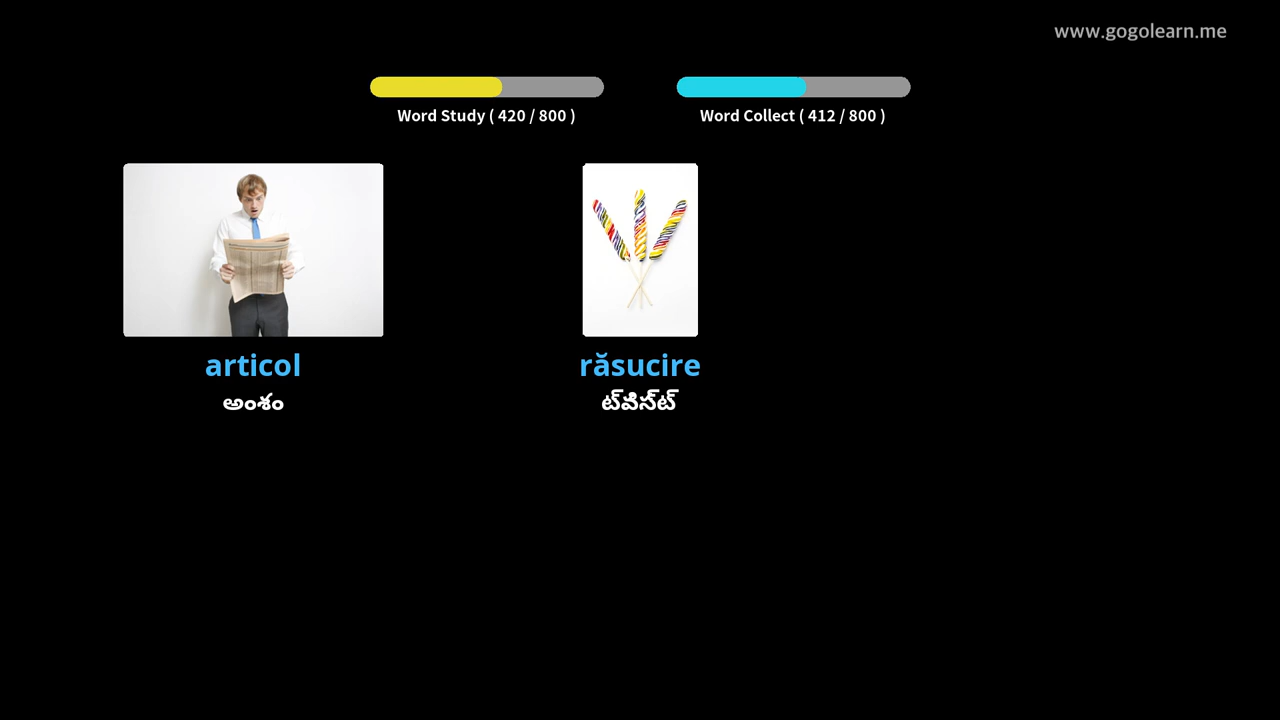 www.gogolearn.me
Word Study ( 420 / 800 )
Word Collect ( 412 / 800 )
articol
అంశం
răsucire
ట్‌విస్‌ట్